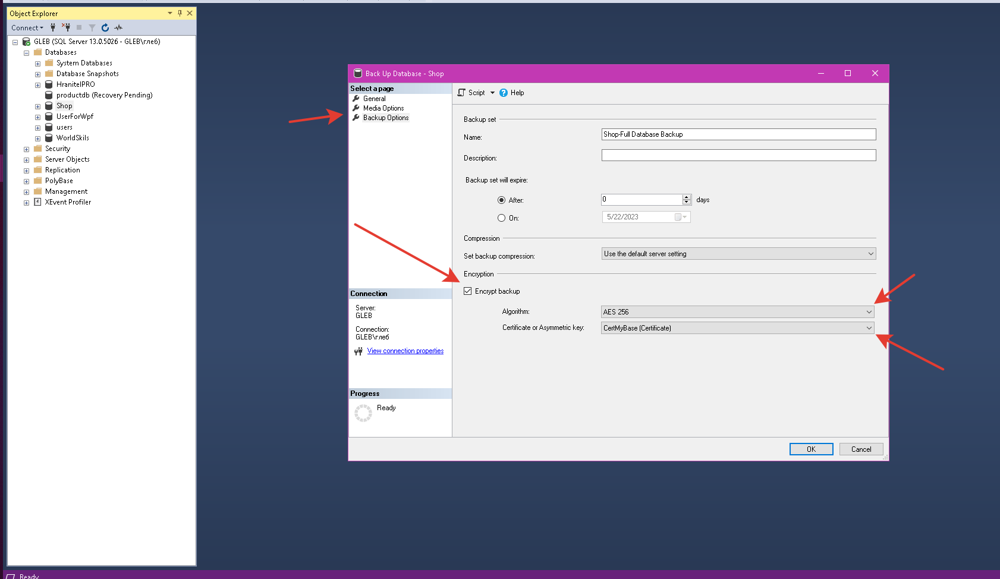 Object Explorer
Connect
GLEB (SQL Server 13.0.5026 - GLEB\глеб)
Databases
System Databases
Database Snapshots
HranitelPRO
productdb (Recovery Pending)
Shop
UserForWpf
users
WorldSkils
Security
Server Objects
Replication
PolyBase
Management
XEvent Profiler
Back Up Database - Shop
Select a page
General
Media Options
Backup Options
Script
Help
Backup set
Name:
Shop-Full Database Backup
Description:
Backup set will expire:
After:
0
days
On:
5/22/2023
Compression
Set backup compression:
Use the default server setting
Encryption
Encrypt backup
Algorithm:
AES 256
Certificate or Asymmetric key:
CertMyBase (Certificate)
Connection
Server:
GLEB
Connection:
GLEB\глеб
View connection properties
Progress
Ready
OK
Cancel
Ready